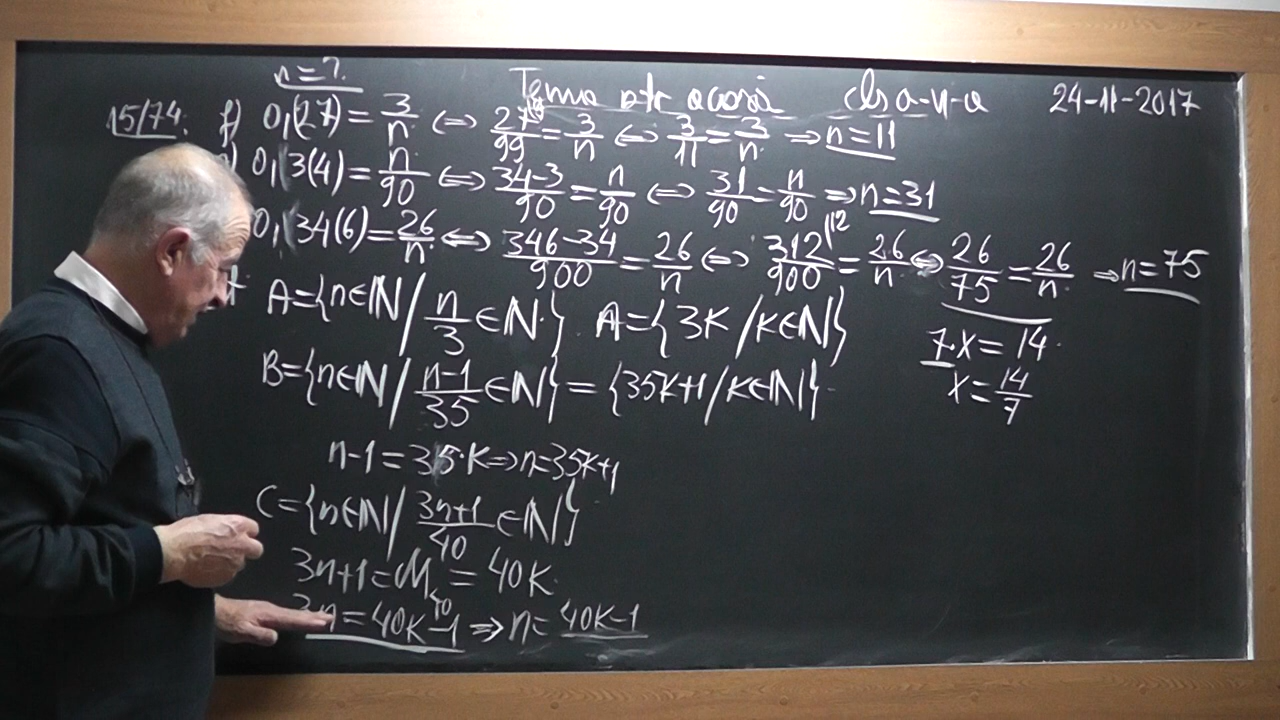 n=?
Tema ptr acasă cls a-V-a 24-11-2017
15/74. f) 0,(27)=3/n ⇔ 27/99=3/n ⇔ 3/11=3/n ⇒ n=11
0,3(4)=n/90 ⇔ 34-3/90=n/90 ⇔ 31/90=n/90 ⇒ n=31
0,34(6)=26/n ⇔ 346-34/900=26/n ⇔ 312/900=26/n ⇔ 26/75=26/n ⇒ n=75
A={n∈ℕ/n/3∈ℕ} A={3K/K∈ℕ}
7·x=14
B={n∈ℕ/n-1/35∈ℕ}={35K+1/K∈ℕ}
x=14/7
n-1=35·K⇒n=35K+1
C={n∈ℕ/3n+1/40∈ℕ}
3n+1=M40=40K
3n=40K-1⇒n=40K-1